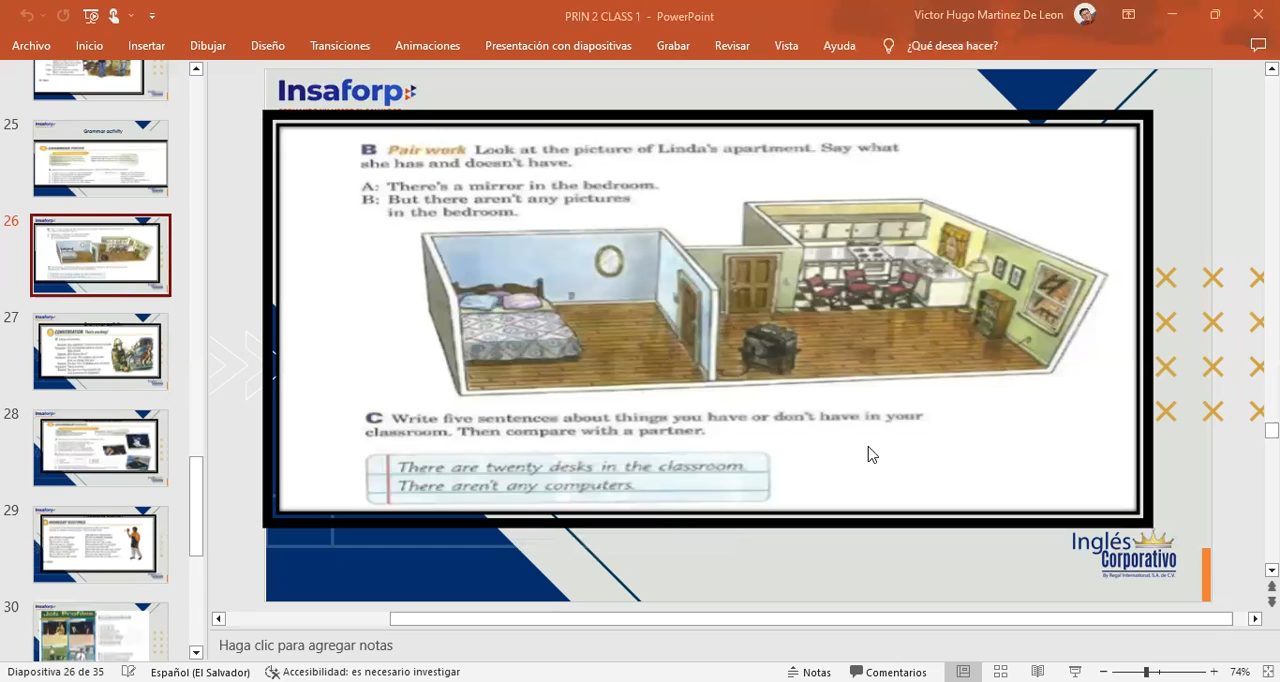 PRIN 2 CLASS 1 - PowerPoint
Victor Hugo Martinez De Leon
Archivo Inicio Insertar Dibujar Diseño Transiciones Animaciones Presentación con diapositivas Grabar Revisar Vista Ayuda ¿Qué desea hacer?
25
Grammar activity
26
27
28
29
30
Insaforp
B Pair work Look at the picture of Linda's apartment. Say what
she has and doesn't have.
A: There's a mirror in the bedroom.
B: But there aren't any pictures
in the bedroom.
C Write five sentences about things you have or don't have in your
classroom. Then compare with a partner.
There are twenty desks in the classroom.
There aren't any computers.
Inglés
Corporativo
By Regal International, S.A. de C.V.
Haga clic para agregar notas
Diapositiva 26 de 35 Español (El Salvador) Accesibilidad: es necesario investigar Notas Comentarios 74%